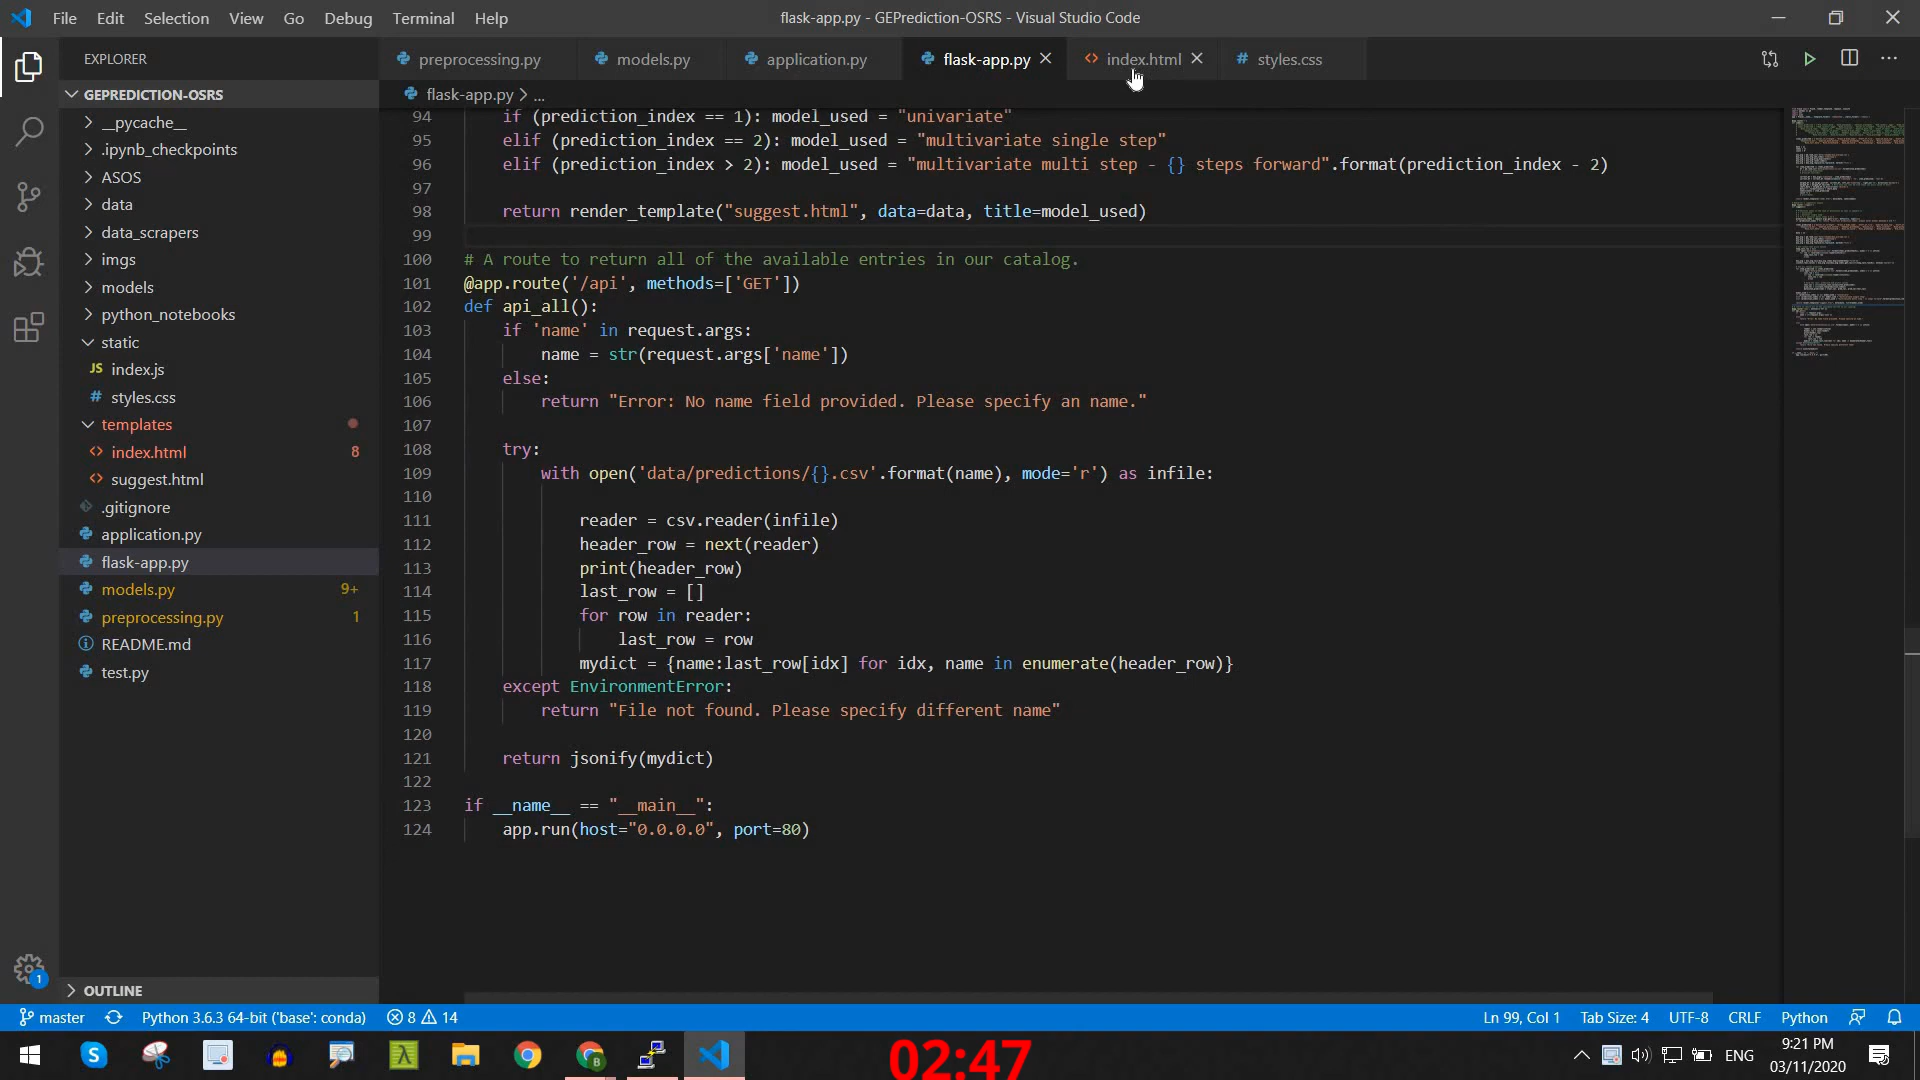 File Edit Selection View Go Debug Terminal Help
flask-app.py - GEPrediction-OSRS - Visual Studio Code
EXPLORER
preprocessing.py models.py application.py flask-app.py index.html styles.css
GEPREDICTION-OSRS
flask-app.py > ...
__pycache__
.ipynb_checkpoints
ASOS
data
data_scrapers
imgs
models
python_notebooks
static
index.js
styles.css
templates
index.html 8
suggest.html
.gitignore
application.py
flask-app.py
models.py 9+
preprocessing.py 1
README.md
test.py
OUTLINE
1
94 if (prediction_index == 1): model_used = "univariate"
95 elif (prediction_index == 2): model_used = "multivariate single step"
96 elif (prediction_index > 2): model_used = "multivariate multi step - {} steps forward".format(prediction_index - 2)
97
98 return render_template("suggest.html", data=data, title=model_used)
99
100 # A route to return all of the available entries in our catalog.
101 @app.route('/api', methods=['GET'])
102 def api_all():
103 if 'name' in request.args:
104 name = str(request.args['name'])
105 else:
106 return "Error: No name field provided. Please specify an name."
107
108 try:
109 with open('data/predictions/{}.csv'.format(name), mode='r') as infile:
110
111 reader = csv.reader(infile)
112 header_row = next(reader)
113 print(header_row)
114 last_row = []
115 for row in reader:
116 last_row = row
117 mydict = {name:last_row[idx] for idx, name in enumerate(header_row)}
118 except EnvironmentError:
119 return "File not found. Please specify different name"
120
121 return jsonify(mydict)
122
123 if __name__ == "__main__":
124 app.run(host="0.0.0.0", port=80)
master Python 3.6.3 64-bit ('base': conda) 8 14 Ln 99, Col 1 Tab Size: 4 UTF-8 CRLF Python
02:47
ENG
9:21 PM
03/11/2020